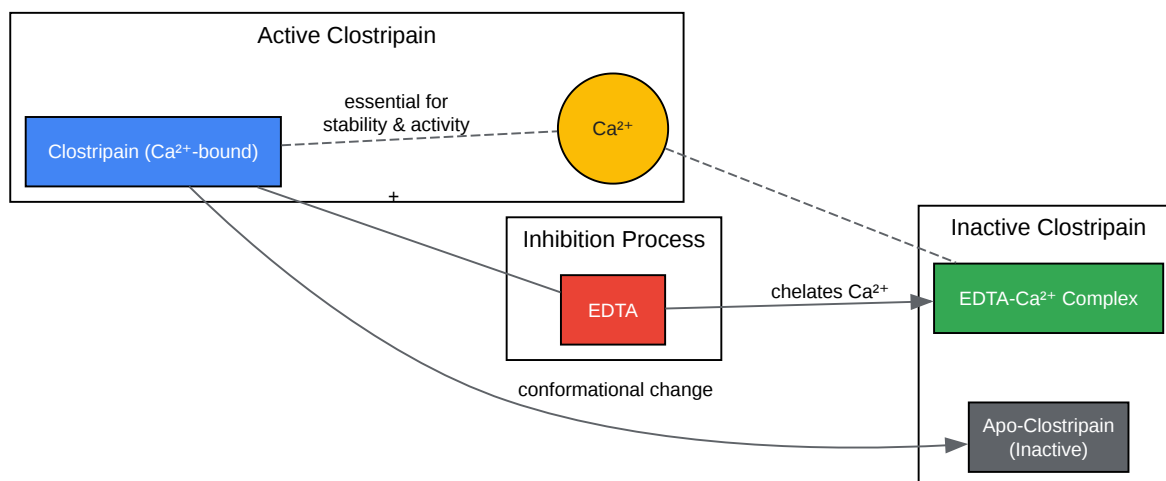 Active Clostripain
essential for
stability & activity
Clostripain (Ca²⁺-bound)
Ca²⁺
+
Inhibition Process
EDTA
chelates Ca²⁺
Inactive Clostripain
EDTA-Ca²⁺ Complex
conformational change
Apo-Clostripain
(Inactive)